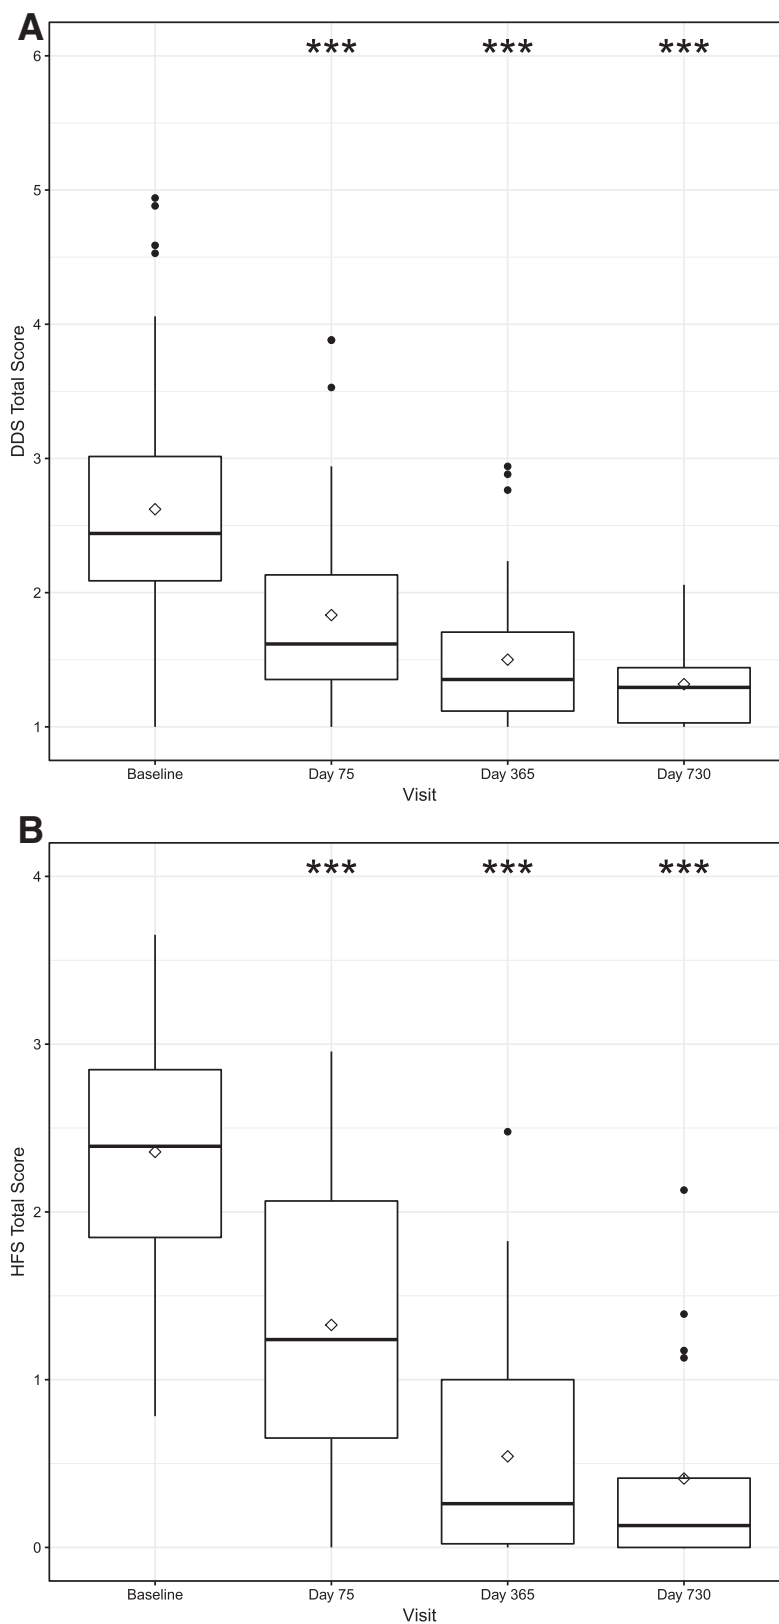 A
*** *** ***
6
5
4
3
2
1
DDS Total Score
Baseline Day 75 Day 365 Day 730
Visit
B
*** *** ***
4
3
2
1
0
HFS Total Score
Baseline Day 75 Day 365 Day 730
Visit